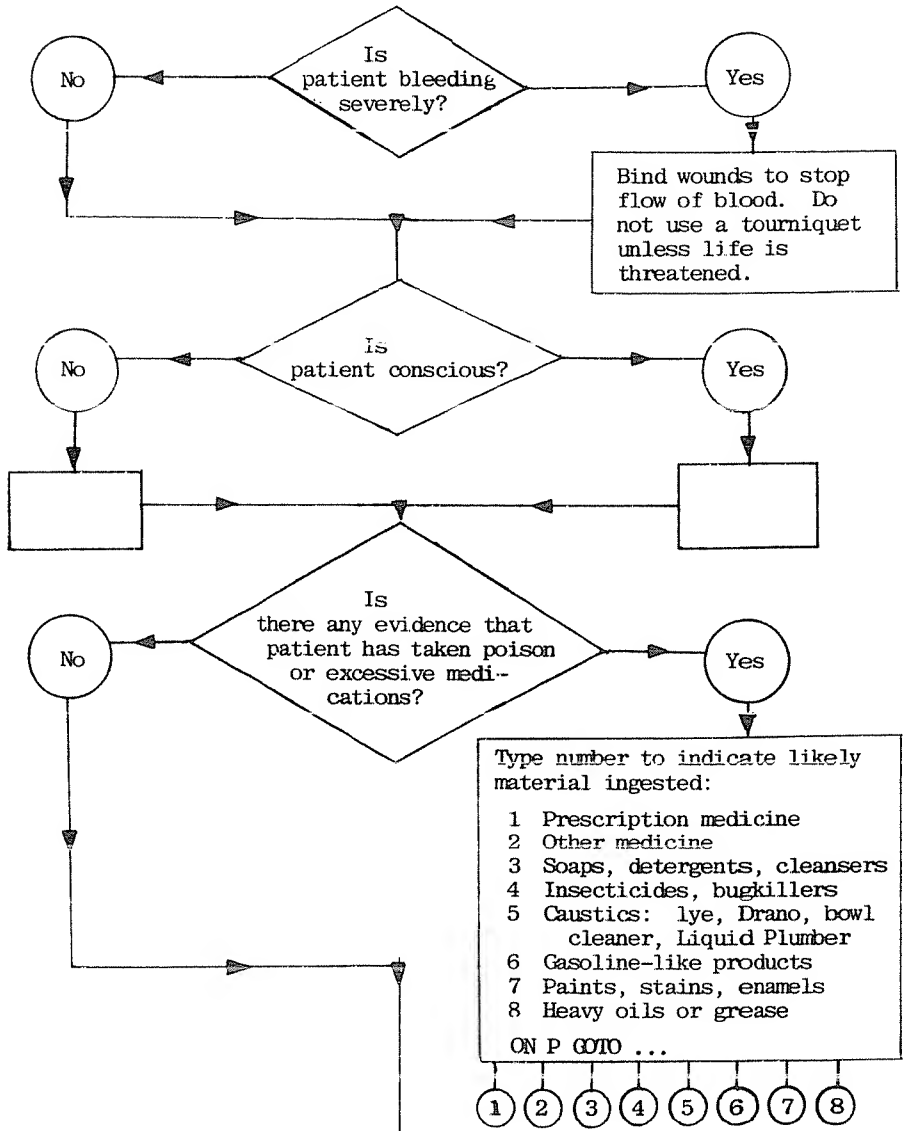 Is
patient bleeding
severely?
No
Yes
Bind wounds to stop
flow of blood. Do
not use a tourniquet
unless life is
threatened.
Is
patient conscious?
No
Yes
Is
there any evidence that
patient has taken poison
or excessive medi-
cations?
No
Yes
Type number to indicate likely
material ingested:
1 Prescription medicine
2 Other medicine
3 Soaps, detergents, cleansers
4 Insecticides, bugkillers
5 Caustics: lye, Drano, bowl
cleaner, Liquid Plumber
6 Gasoline-like products
7 Paints, stains, enamels
8 Heavy oils or grease
ON P GOTO ...
1 2 3 4 5 6 7 8